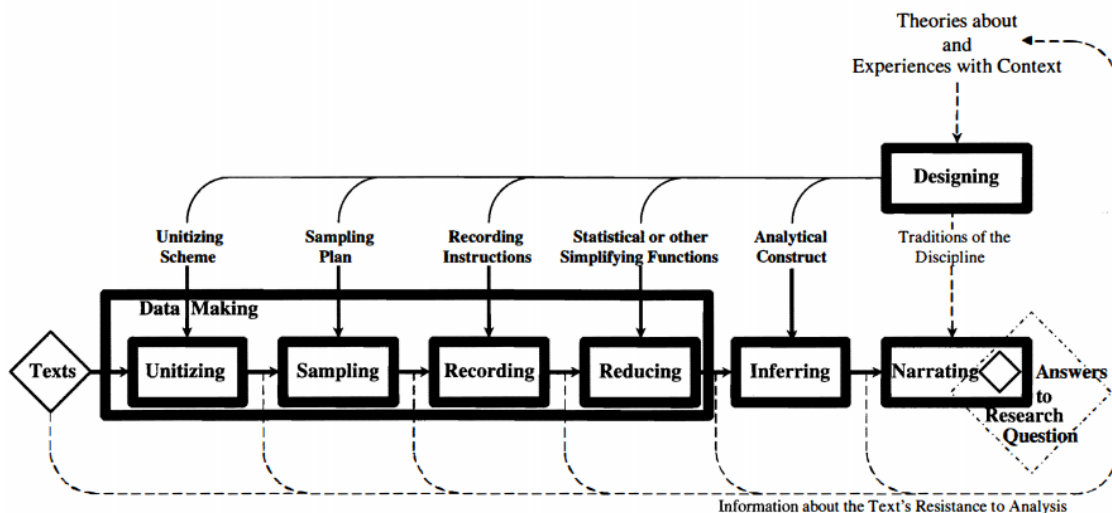 Theories about
and
Experiences with Context
Designing
Unitizing
Scheme
Sampling
Plan
Recording
Instructions
Statistical or other
Simplifying Functions
Analytical
Construct
Traditions of the
Discipline
Data Making
Texts
Unitizing
Sampling
Recording
Reducing
Inferring
Narrating
Answers
to
Research
Question
Information about the Text's Resistance to Analysis